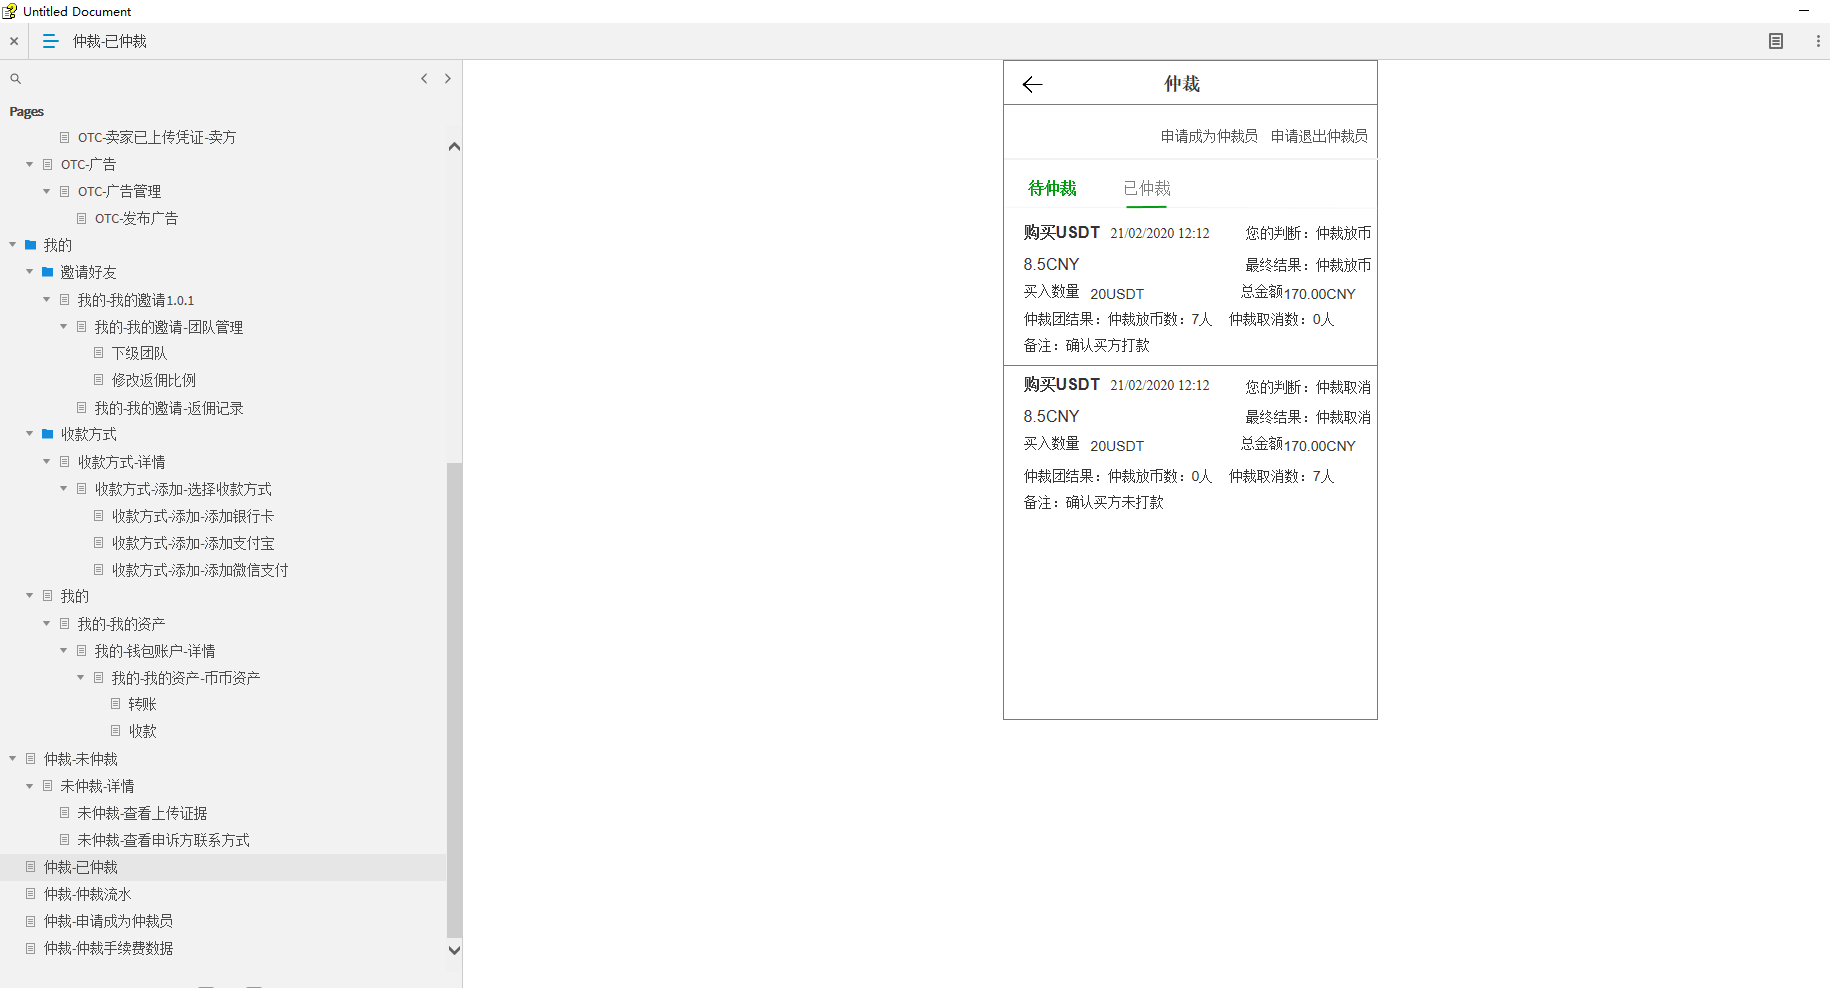 Untitled Document
仲裁-已仲裁
Pages
OTC-卖家已上传凭证-卖方
OTC-广告
OTC-广告管理
OTC-发布广告
我的
邀请好友
我的-我的邀请1.0.1
我的-我的邀请-团队管理
下级团队
修改返佣比例
我的-我的邀请-返佣记录
收款方式
收款方式-详情
收款方式-添加-选择收款方式
收款方式-添加-添加银行卡
收款方式-添加-添加支付宝
收款方式-添加-添加微信支付
我的
我的-我的资产
我的-钱包账户-详情
我的-我的资产-币币资产
转账
收款
仲裁-未仲裁
未仲裁-详情
未仲裁-查看上传证据
未仲裁-查看申诉方联系方式
仲裁-已仲裁
仲裁-仲裁流水
仲裁-申请成为仲裁员
仲裁-仲裁手续费数据
仲裁
申请成为仲裁员 申请退出仲裁员
待仲裁 已仲裁
购买USDT 21/02/2020 12:12 您的判断：仲裁放币
8.5CNY 最终结果：仲裁放币
买入数量 20USDT 总金额170.00CNY
仲裁团结果：仲裁放币数：7人 仲裁取消数：0人
备注：确认买方打款
购买USDT 21/02/2020 12:12 您的判断：仲裁取消
8.5CNY 最终结果：仲裁取消
买入数量 20USDT 总金额170.00CNY
仲裁团结果：仲裁放币数：0人 仲裁取消数：7人
备注：确认买方未打款